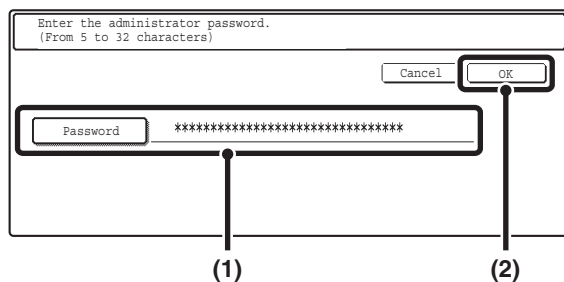 Enter the administrator password.
(From 5 to 32 characters)
Cancel
OK
Password
********************************
(1)
(2)